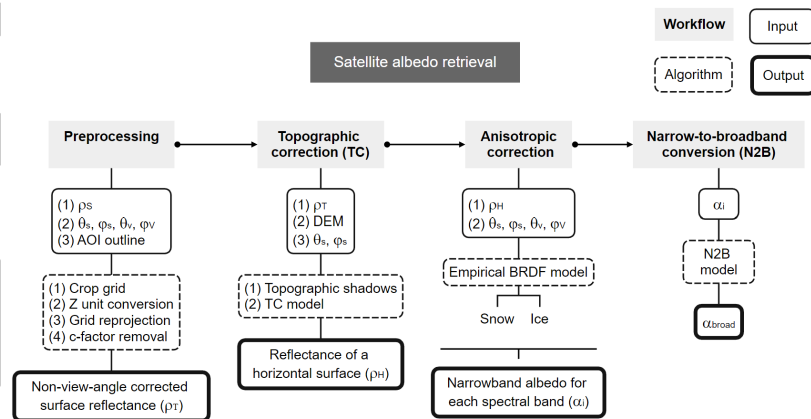 Workflow
Input
Satellite albedo retrieval
Algorithm
Output
Preprocessing
Topographic
correction (TC)
Anisotropic
correction
Narrow-to-broadband
conversion (N2B)
(1) ρS
(2) θs, φs, θv, φV
(3) AOI outline
(1) ρT
(2) DEM
(3) θs, φs
(1) ρH
(2) θs, φs, θv, φV
αi
(1) Crop grid
(2) Z unit conversion
(3) Grid reprojection
(4) c-factor removal
(1) Topographic shadows
(2) TC model
Empirical BRDF model
Snow
Ice
N2B
model
αbroad
Non-view-angle corrected
surface reflectance (ρT)
Reflectance of a
horizontal surface (ρH)
Narrowband albedo for
each spectral band (αi)